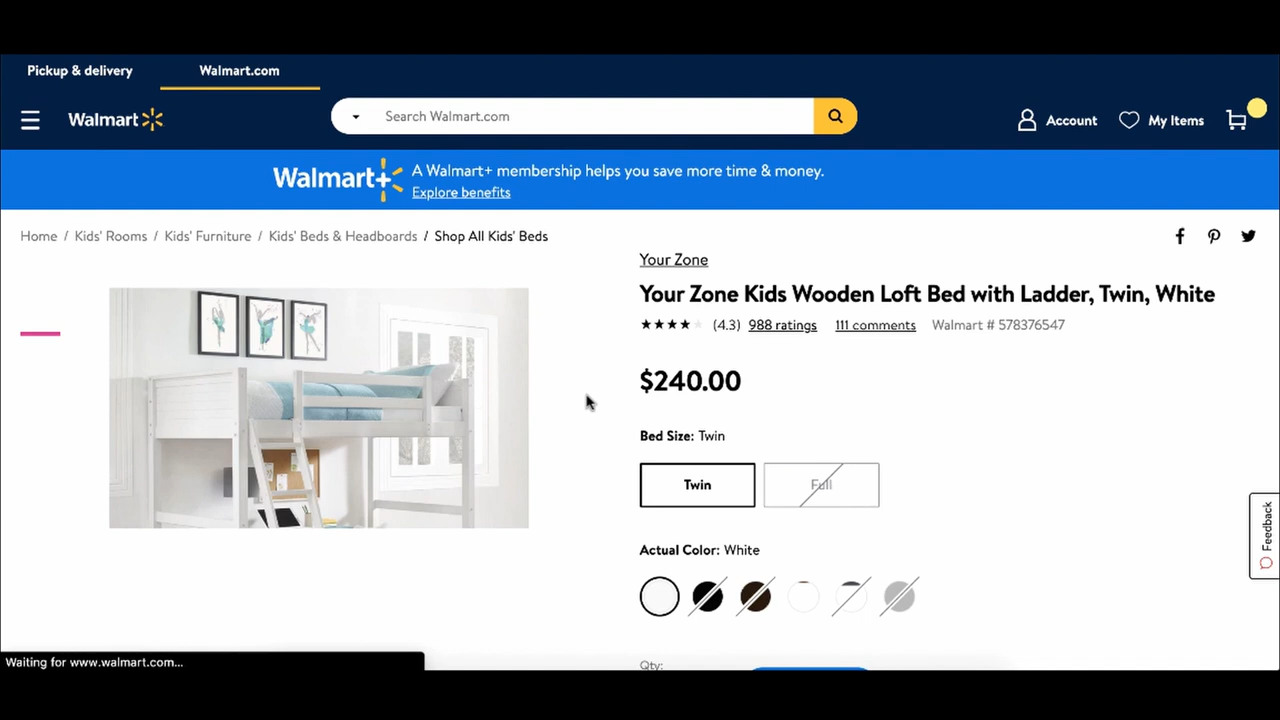 Pickup & delivery
Walmart.com
Walmart
Search Walmart.com
Account
My Items
Walmart+
A Walmart+ membership helps you save more time & money.
Explore benefits
Home / Kids' Rooms / Kids' Furniture / Kids' Beds & Headboards / Shop All Kids' Beds
Your Zone
Your Zone Kids Wooden Loft Bed with Ladder, Twin, White
(4.3) 988 ratings 111 comments Walmart # 578376547
$240.00
Bed Size: Twin
Twin
Full
Feedback
Actual Color: White
Qty:
Waiting for www.walmart.com...